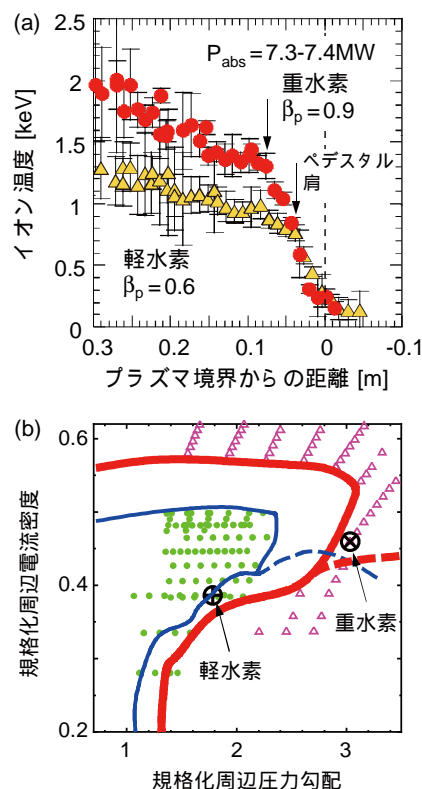 (a)
P_abs=7.3-7.4MW
重水素
β_p=0.9
ペデスタル
肩
軽水素
β_p=0.6
イオン温度 [keV]
2.5
2
1.5
1
0.5
0
0.3 0.2 0.1 0 -0.1
プラズマ境界からの距離 [m]
(b)
0.6
0.4
0.2
規格化周辺電流密度
重水素
軽水素
1 2 3
規格化周辺圧力勾配